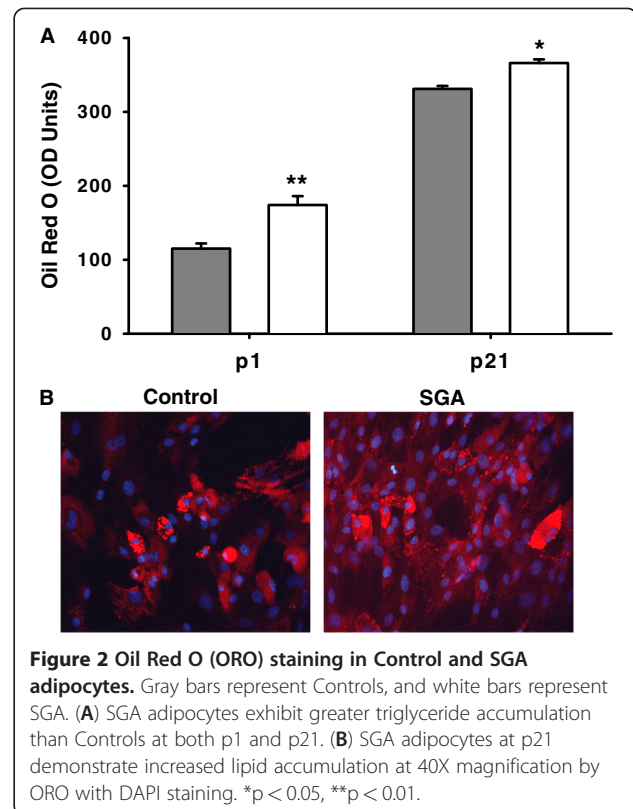 A
400
300
200
100
0
Oil Red O (OD Units)
**
*
p1
p21
B
Control
SGA
Figure 2 Oil Red O (ORO) staining in Control and SGA
adipocytes. Gray bars represent Controls, and white bars represent
SGA. (A) SGA adipocytes exhibit greater triglyceride accumulation
than Controls at both p1 and p21. (B) SGA adipocytes at p21
demonstrate increased lipid accumulation at 40X magnification by
ORO with DAPI staining. *p < 0.05, **p < 0.01.